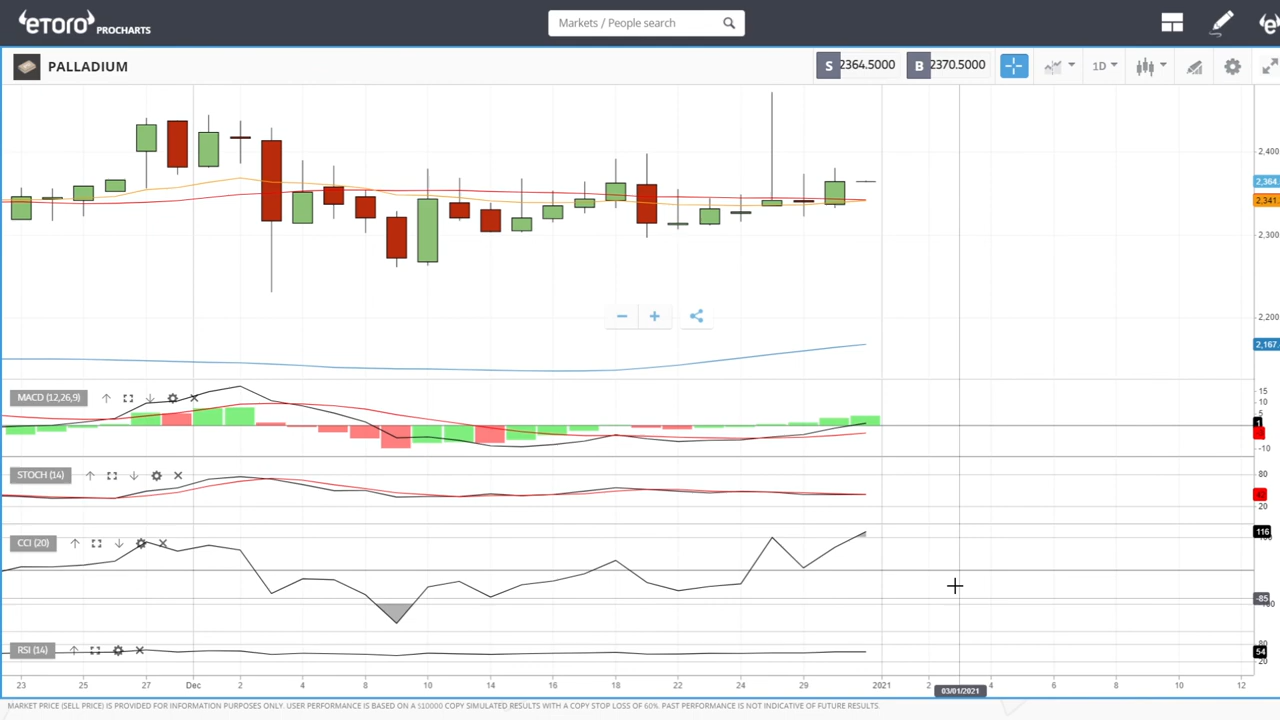 eTORO PROCHARTS
Markets / People search
PALLADIUM
S 2364.5000
B 2370.5000
1D
2,400
2,364.
2,341.
2,300
2,200
2,167.
MACD (12,26,9)
15
10
5
1
-10
STOCH (14)
80
20
CCI (20)
116
-85
RSI (14)
80
54
20
23 25 27 Dec 2 4 8 10 14 16 18 22 24 29 2021 2 4 6 8 10 12
03/01/2021
MARKET PRICE (SELL PRICE) IS PROVIDED FOR INFORMATION PURPOSES ONLY. USER PERFORMANCE IS BASED ON A $10000 COPY SIMULATED RESULTS WITH A COPY STOP LOSS OF 60%. PAST PERFORMANCE IS NOT INDICATIVE OF FUTURE RESULTS.